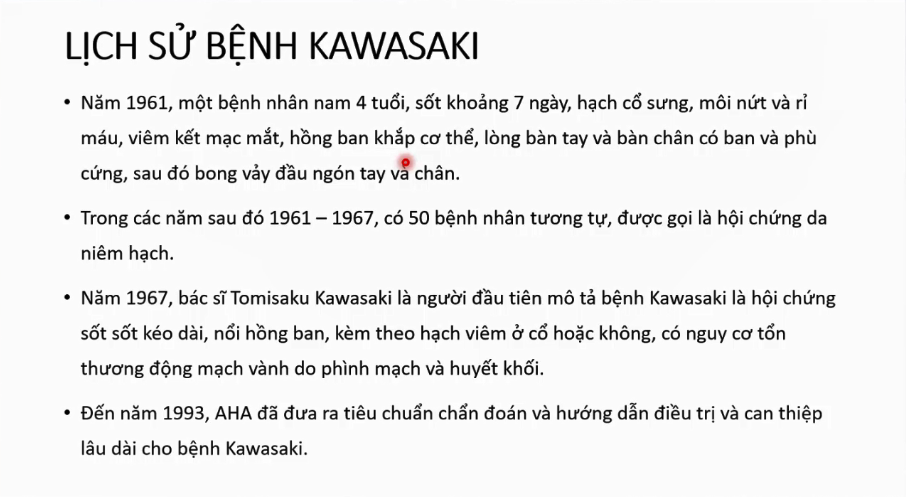 LỊCH SỬ BỆNH KAWASAKI
• Năm 1961, một bệnh nhân nam 4 tuổi, sốt khoảng 7 ngày, hạch cổ sưng, môi nứt và rỉ
máu, viêm kết mạc mắt, hồng ban khắp cơ thể, lòng bàn tay và bàn chân có ban và phù
cứng, sau đó bong vảy đầu ngón tay và chân.
• Trong các năm sau đó 1961 – 1967, có 50 bệnh nhân tương tự, được gọi là hội chứng da
niêm hạch.
• Năm 1967, bác sĩ Tomisaku Kawasaki là người đầu tiên mô tả bệnh Kawasaki là hội chứng
sốt sốt kéo dài, nổi hồng ban, kèm theo hạch viêm ở cổ hoặc không, có nguy cơ tổn
thương động mạch vành do phình mạch và huyết khối.
• Đến năm 1993, AHA đã đưa ra tiêu chuẩn chẩn đoán và hướng dẫn điều trị và can thiệp
lâu dài cho bệnh Kawasaki.